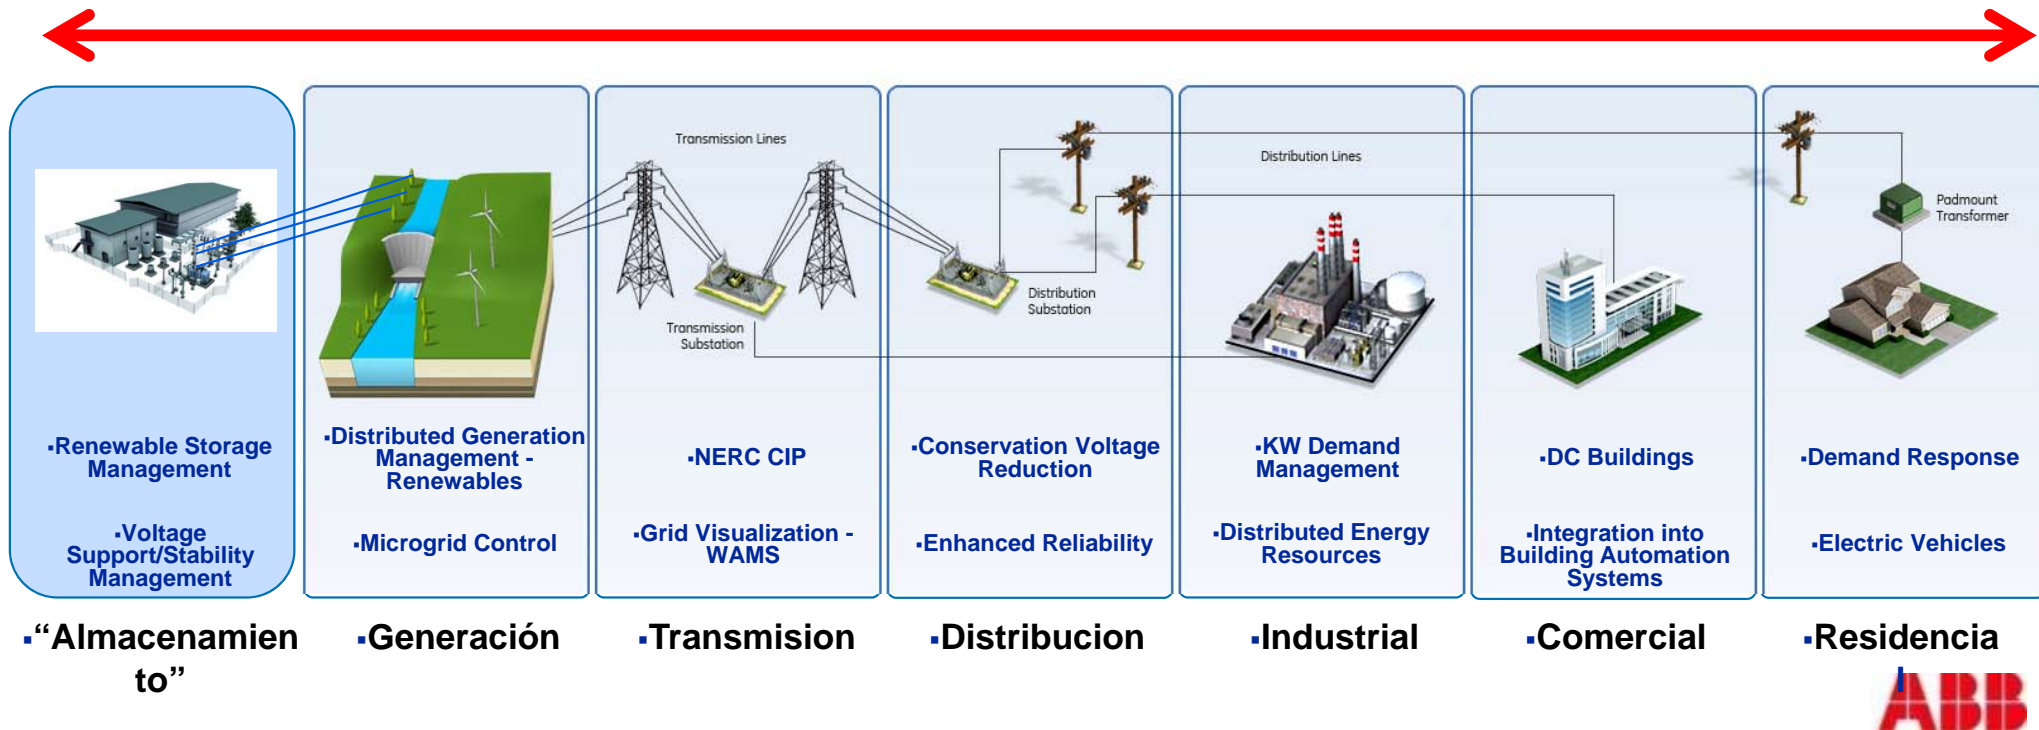 Transmission Lines
Distribution Lines
Padmount
Transformer
Distribution
Substation
Transmission
Substation
▪Renewable Storage
Management
▪Voltage
Support/Stability
Management
▪Distributed Generation
Management -
Renewables
▪Microgrid Control
▪NERC CIP
▪Grid Visualization -
WAMS
▪Conservation Voltage
Reduction
▪Enhanced Reliability
▪KW Demand
Management
▪Distributed Energy
Resources
▪DC Buildings
▪Integration into
Building Automation
Systems
▪Demand Response
▪Electric Vehicles
▪“Almacenamien
to”
▪Generación
▪Transmision
▪Distribucion
▪Industrial
▪Comercial
▪Residencia
l
ABB